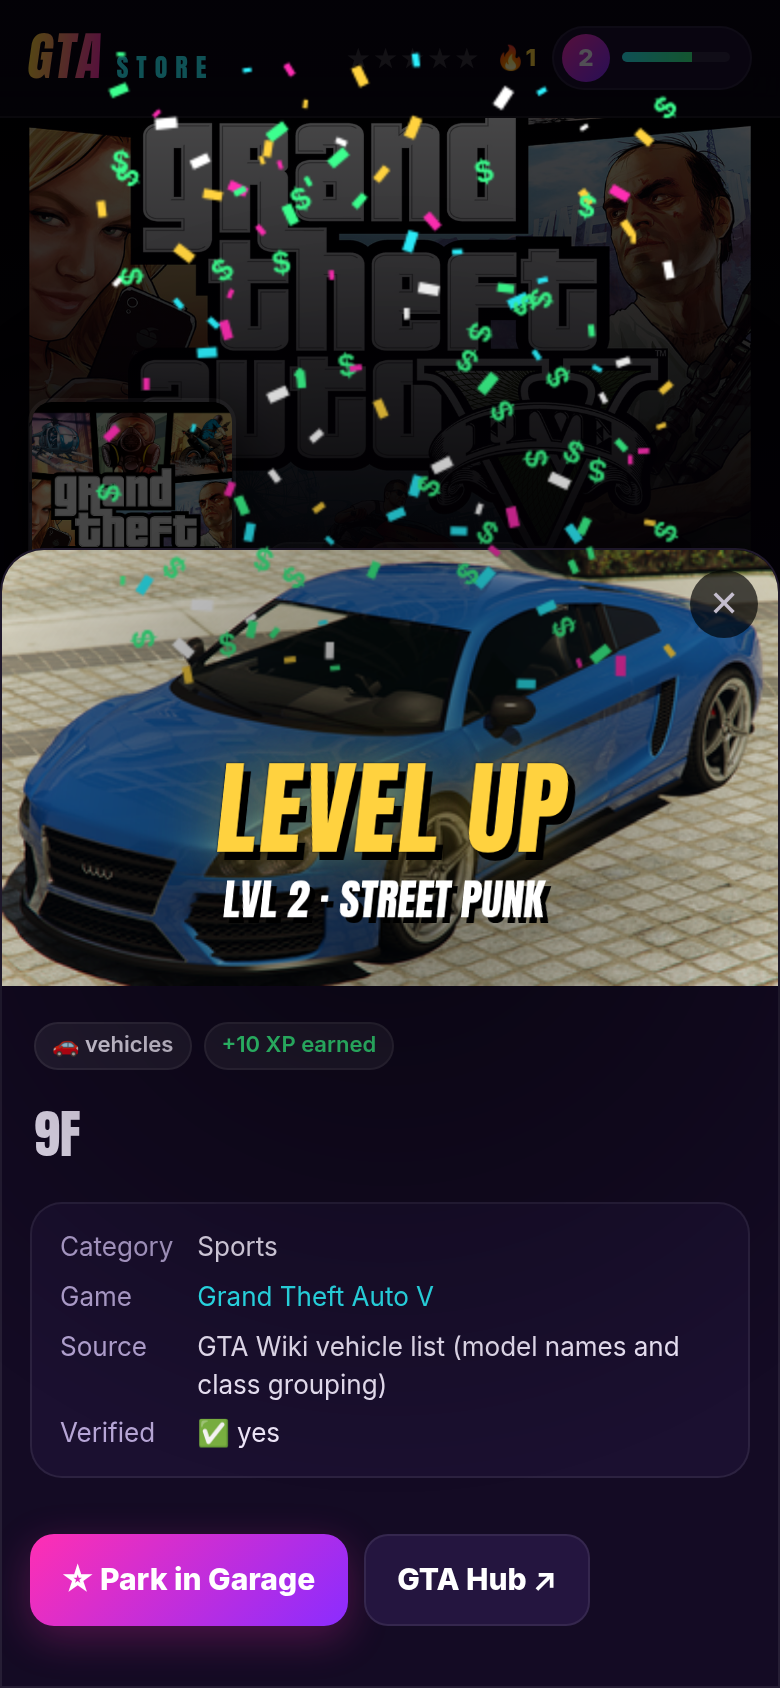 GTA STORE
★★★★★ 🔥1 2
grand
theft
auto V
FIVE
TM
grand
theft
✕
LEVEL UP
LVL 2 · STREET PUNK
🚗 vehicles +10 XP earned
9F
Category Sports
Game Grand Theft Auto V
Source GTA Wiki vehicle list (model names and
class grouping)
Verified ✅ yes
☆ Park in Garage GTA Hub ↗